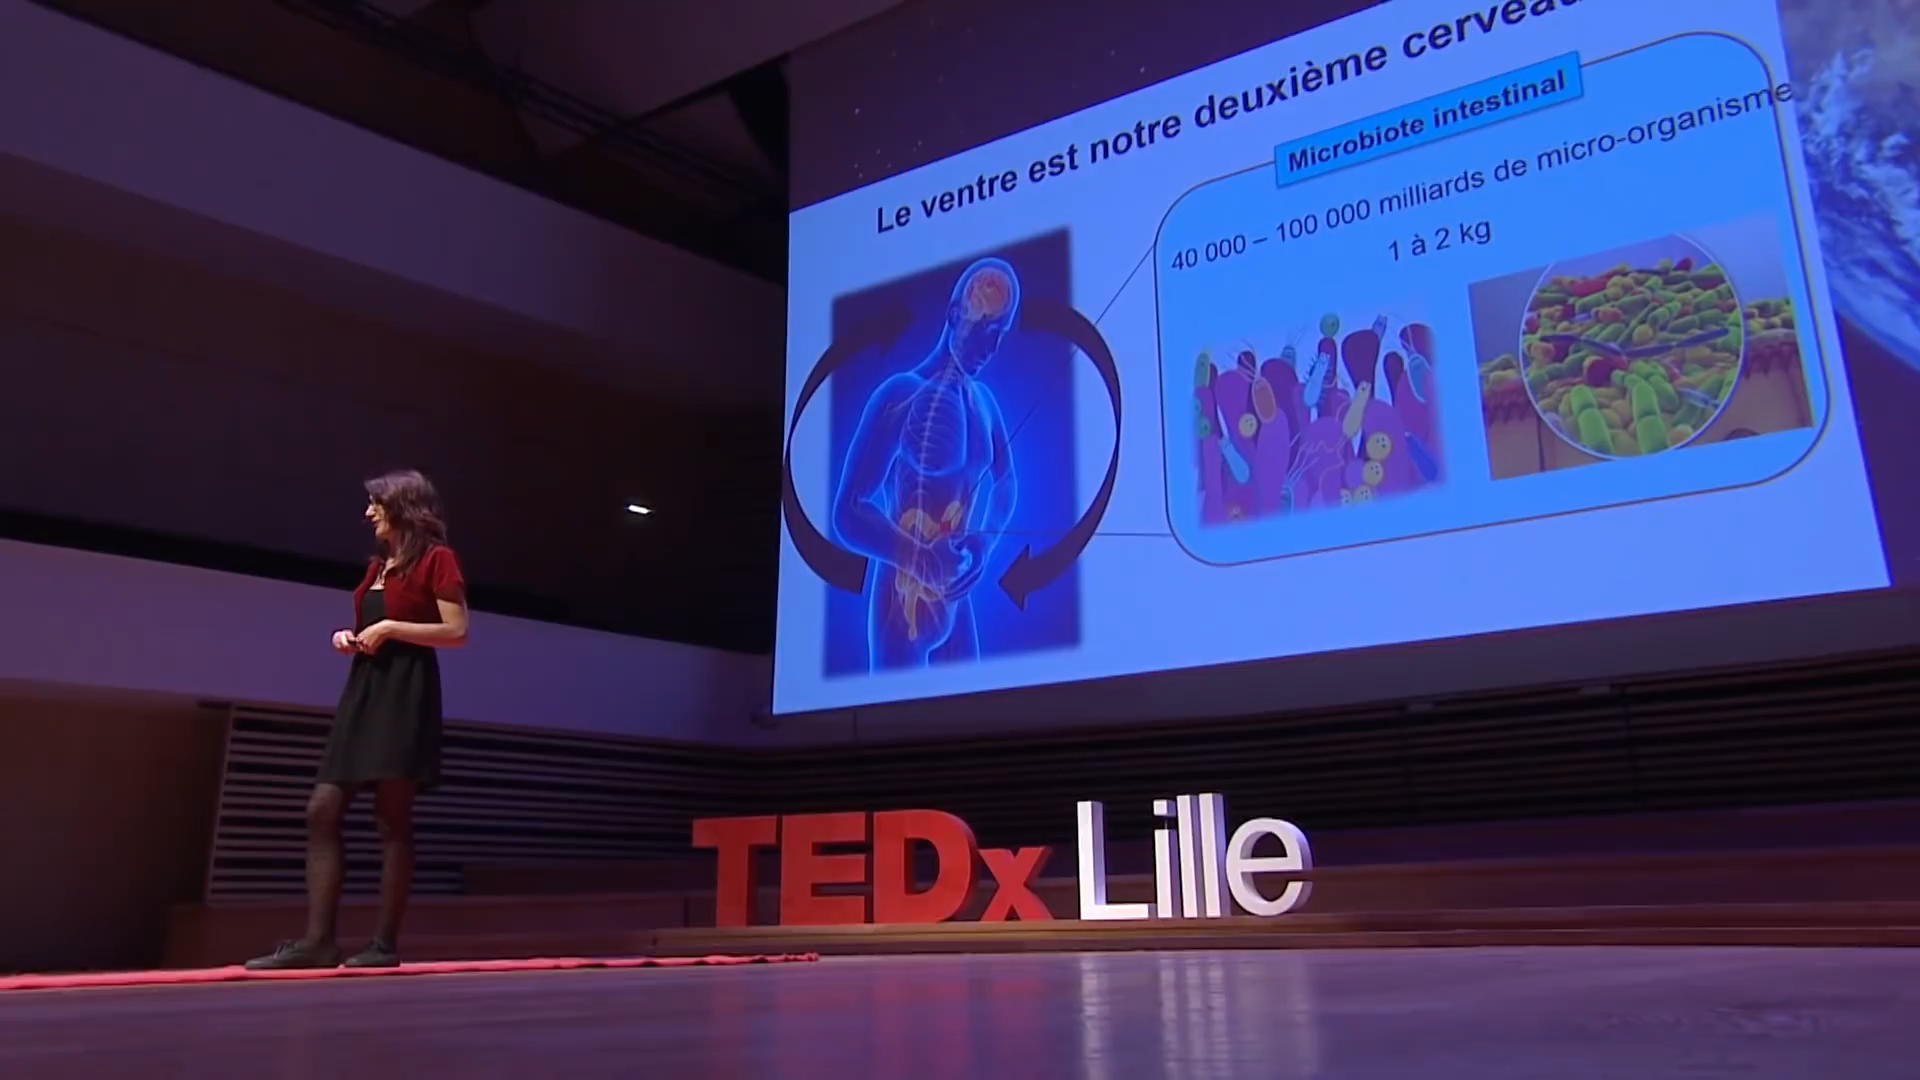 Le ventre est notre deuxième cerveau
Microbiote intestinal
40 000 – 100 000 milliards de micro-organisme
1 à 2 kg
TEDx Lille